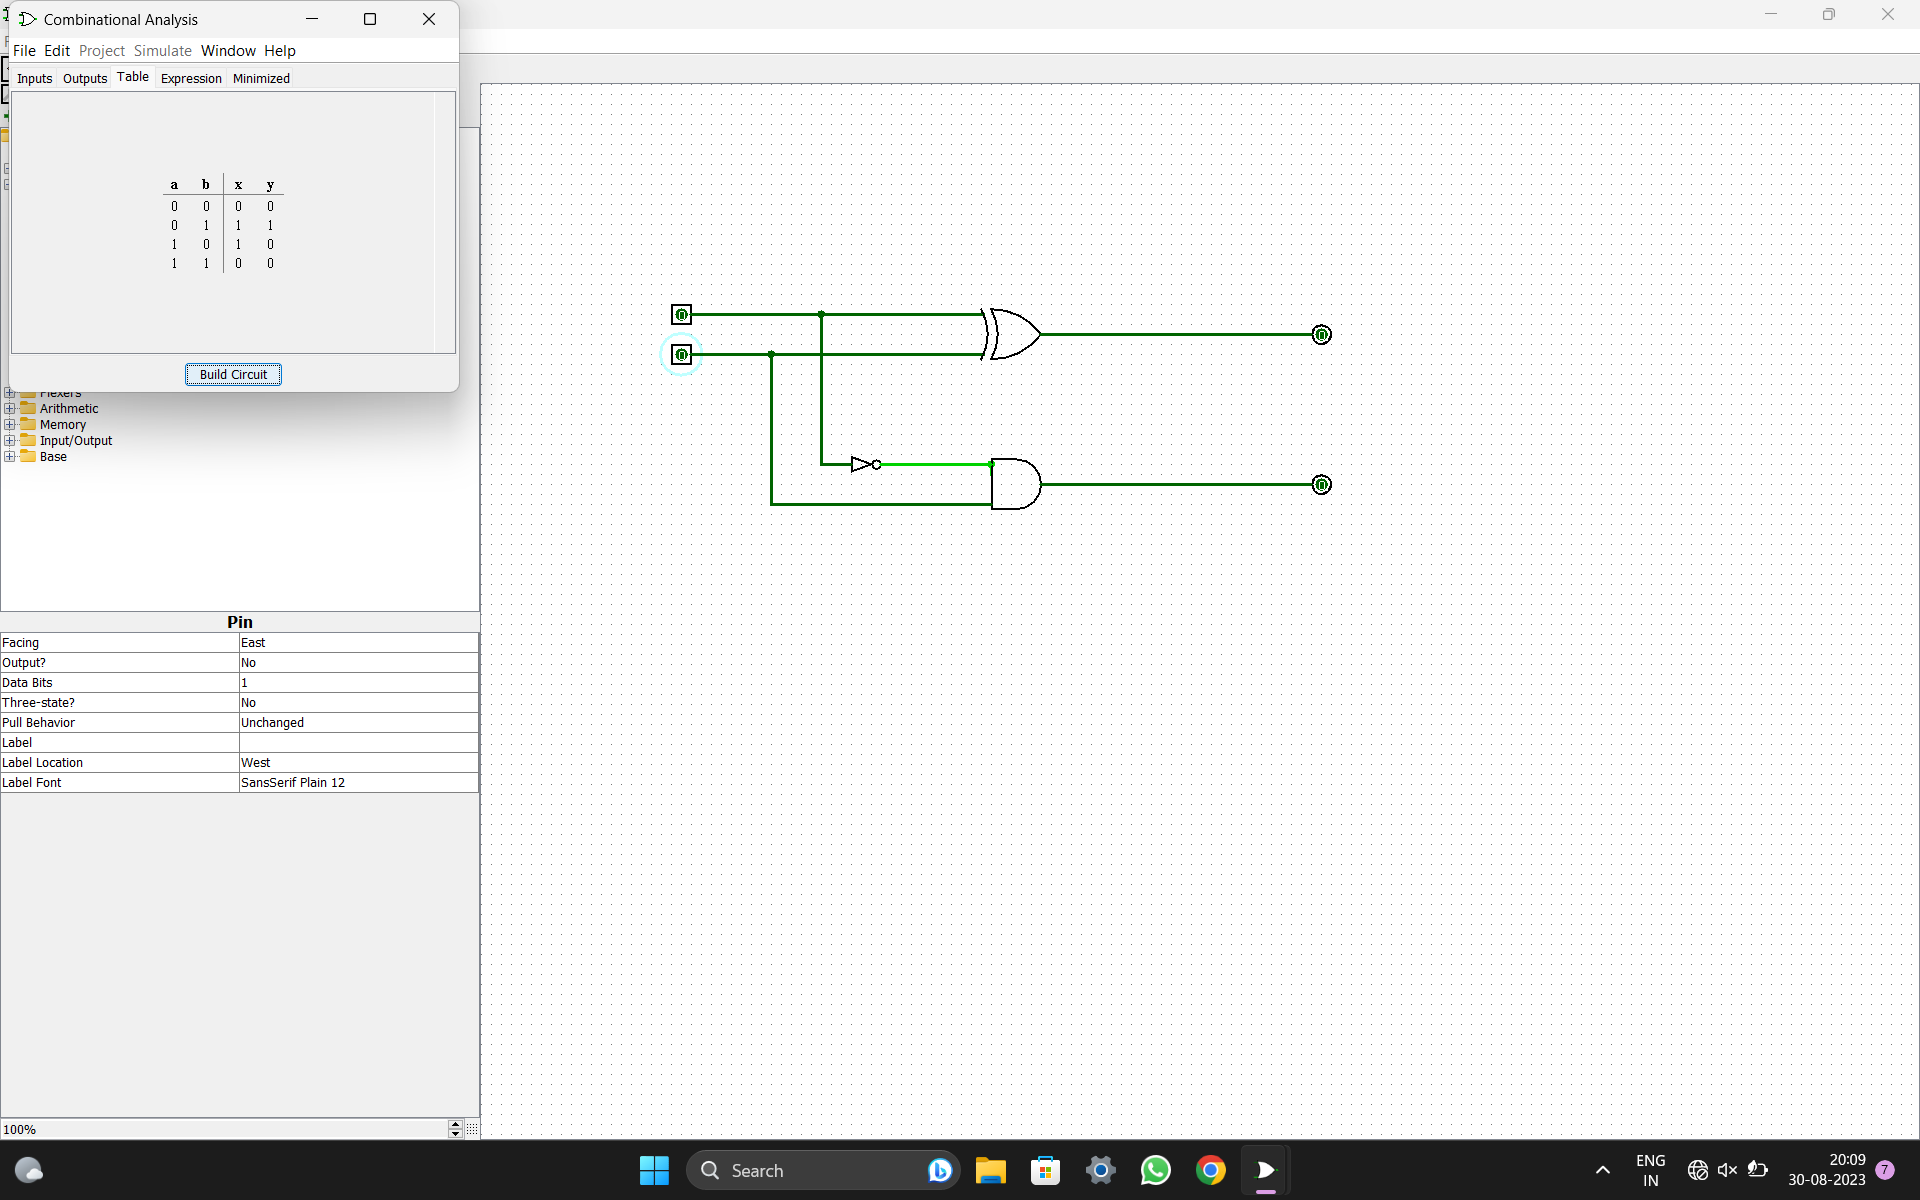 Combinational Analysis
File Edit Project Simulate Window Help
Inputs Outputs Table Expression Minimized
a b x y
0 0 0 0
0 1 1 1
1 0 1 0
1 1 0 0
Build Circuit
Plexers
Arithmetic
Memory
Input/Output
Base
Pin
Facing East
Output? No
Data Bits 1
Three-state? No
Pull Behavior Unchanged
Label
Label Location West
Label Font SansSerif Plain 12
0
0
0
0
100%
Search
ENG
IN
20:09
30-08-2023
7